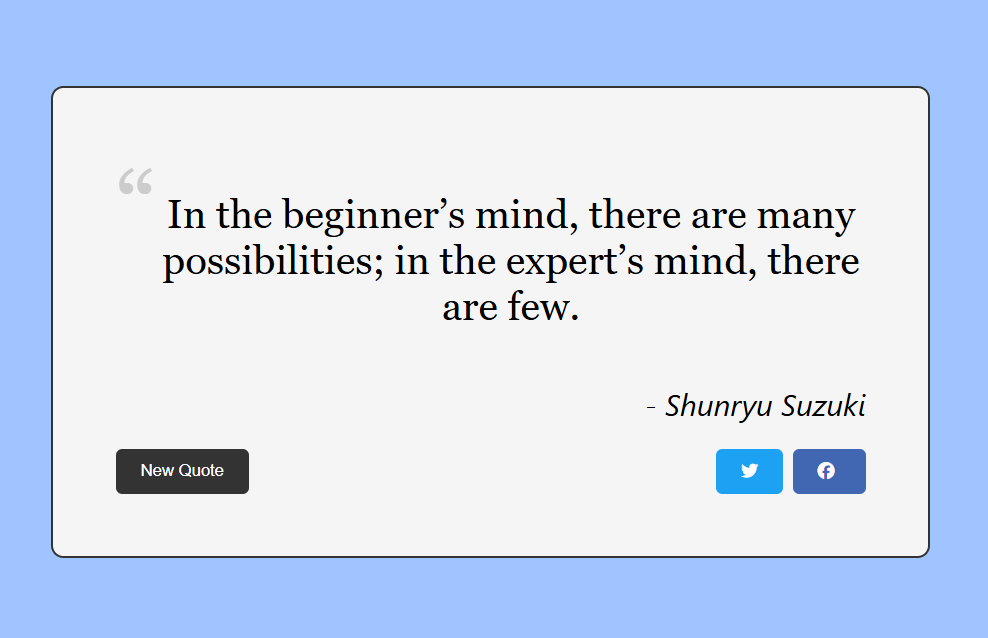 “
In the beginner’s mind, there are many
possibilities; in the expert’s mind, there
are few.
- Shunryu Suzuki
New Quote